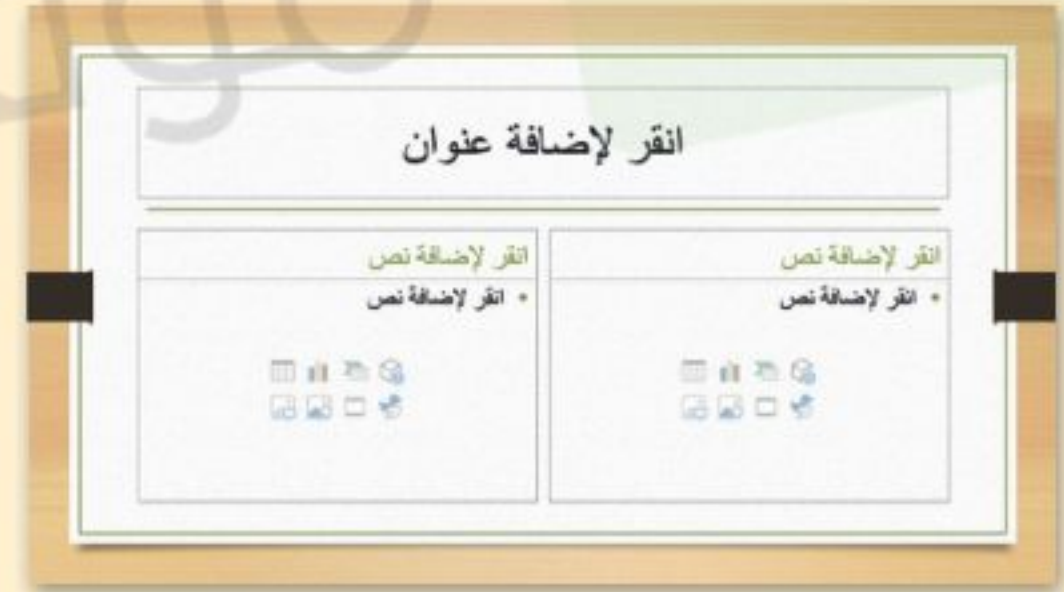 انقر لإضافة عنوان
انقر لإضافة نص
• انقر لإضافة نص
انقر لإضافة نص
• انقر لإضافة نص